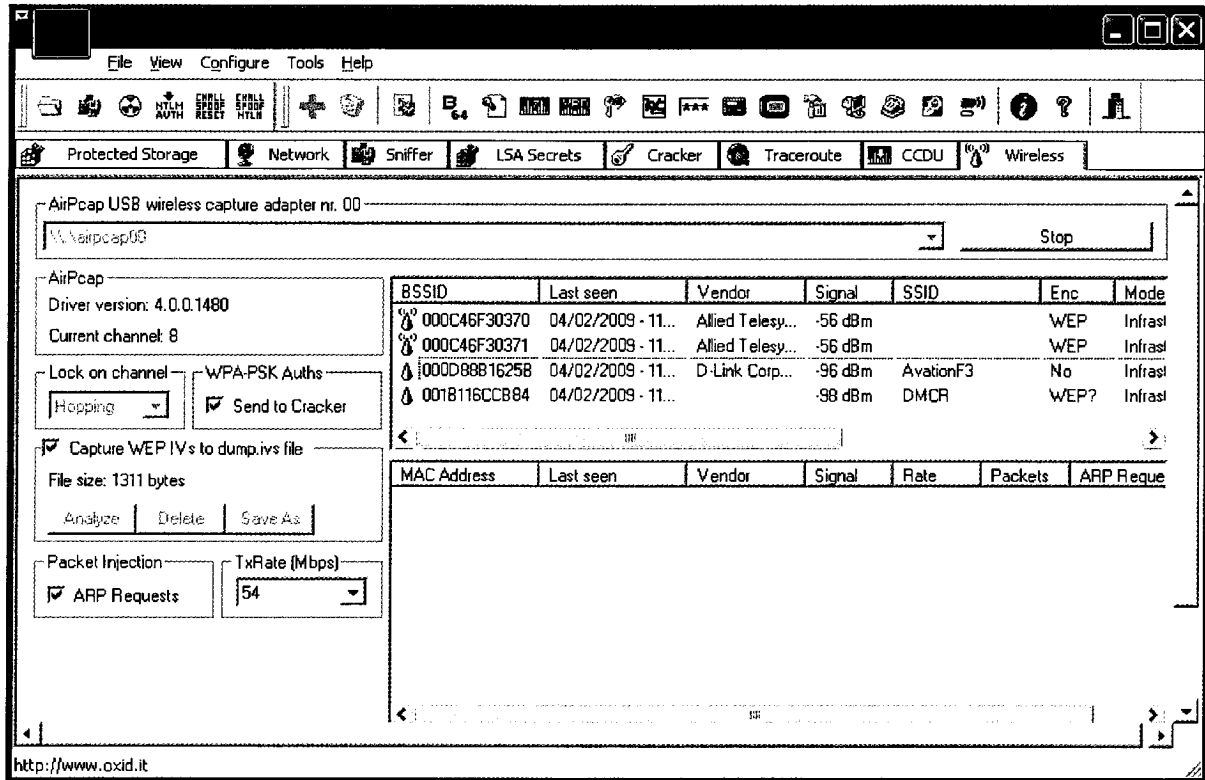 File View Configure Tools Help
NTLM AUTH CHALL SPOOF RESET CHALL SPOOF NTLM B64 ***
Protected Storage Network Sniffer LSA Secrets Cracker Traceroute CCDU Wireless
AirPcap USB wireless capture adapter nr. 00
\\.\airpcap00 Stop
AirPcap
Driver version: 4.0.0.1480
Current channel: 8
Lock on channel WPA-PSK Auths
Hopping Send to Cracker
Capture WEP IVs to dump.ivs file
File size: 1311 bytes
Analyze Delete Save As
Packet Injection TxRate (Mbps)
ARP Requests 54
BSSID Last seen Vendor Signal SSID Enc Mode
000C46F30370 04/02/2009 - 11... Allied Telesy... -56 dBm WEP Infrast
000C46F30371 04/02/2009 - 11... Allied Telesy... -56 dBm WEP Infrast
000D88B16258 04/02/2009 - 11... D-Link Corp... -96 dBm AvationF3 No Infrast
001B116CCB84 04/02/2009 - 11... -98 dBm DMCR WEP? Infrast
MAC Address Last seen Vendor Signal Rate Packets ARP Reque
http://www.oxid.it